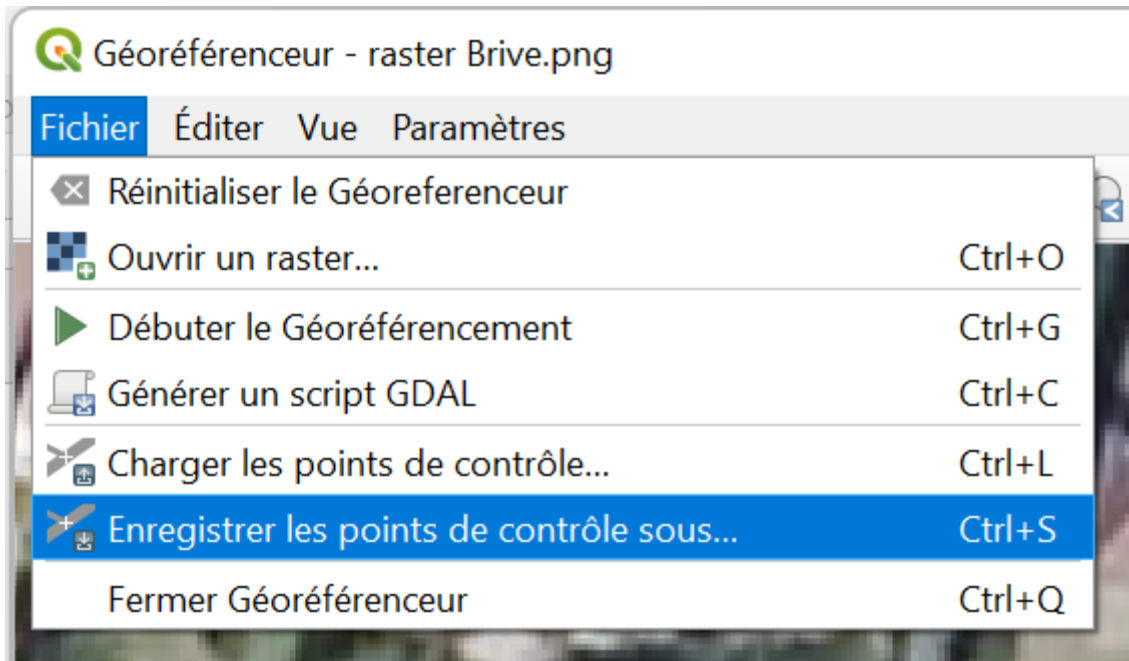 Géoréférenceur - raster Brive.png
Fichier Éditer Vue Paramètres
Réinitialiser le Géoreferenceur
Ouvrir un raster... Ctrl+O
Débuter le Géoréférencement Ctrl+G
Générer un script GDAL Ctrl+C
Charger les points de contrôle... Ctrl+L
Enregistrer les points de contrôle sous... Ctrl+S
Fermer Géoréférenceur Ctrl+Q